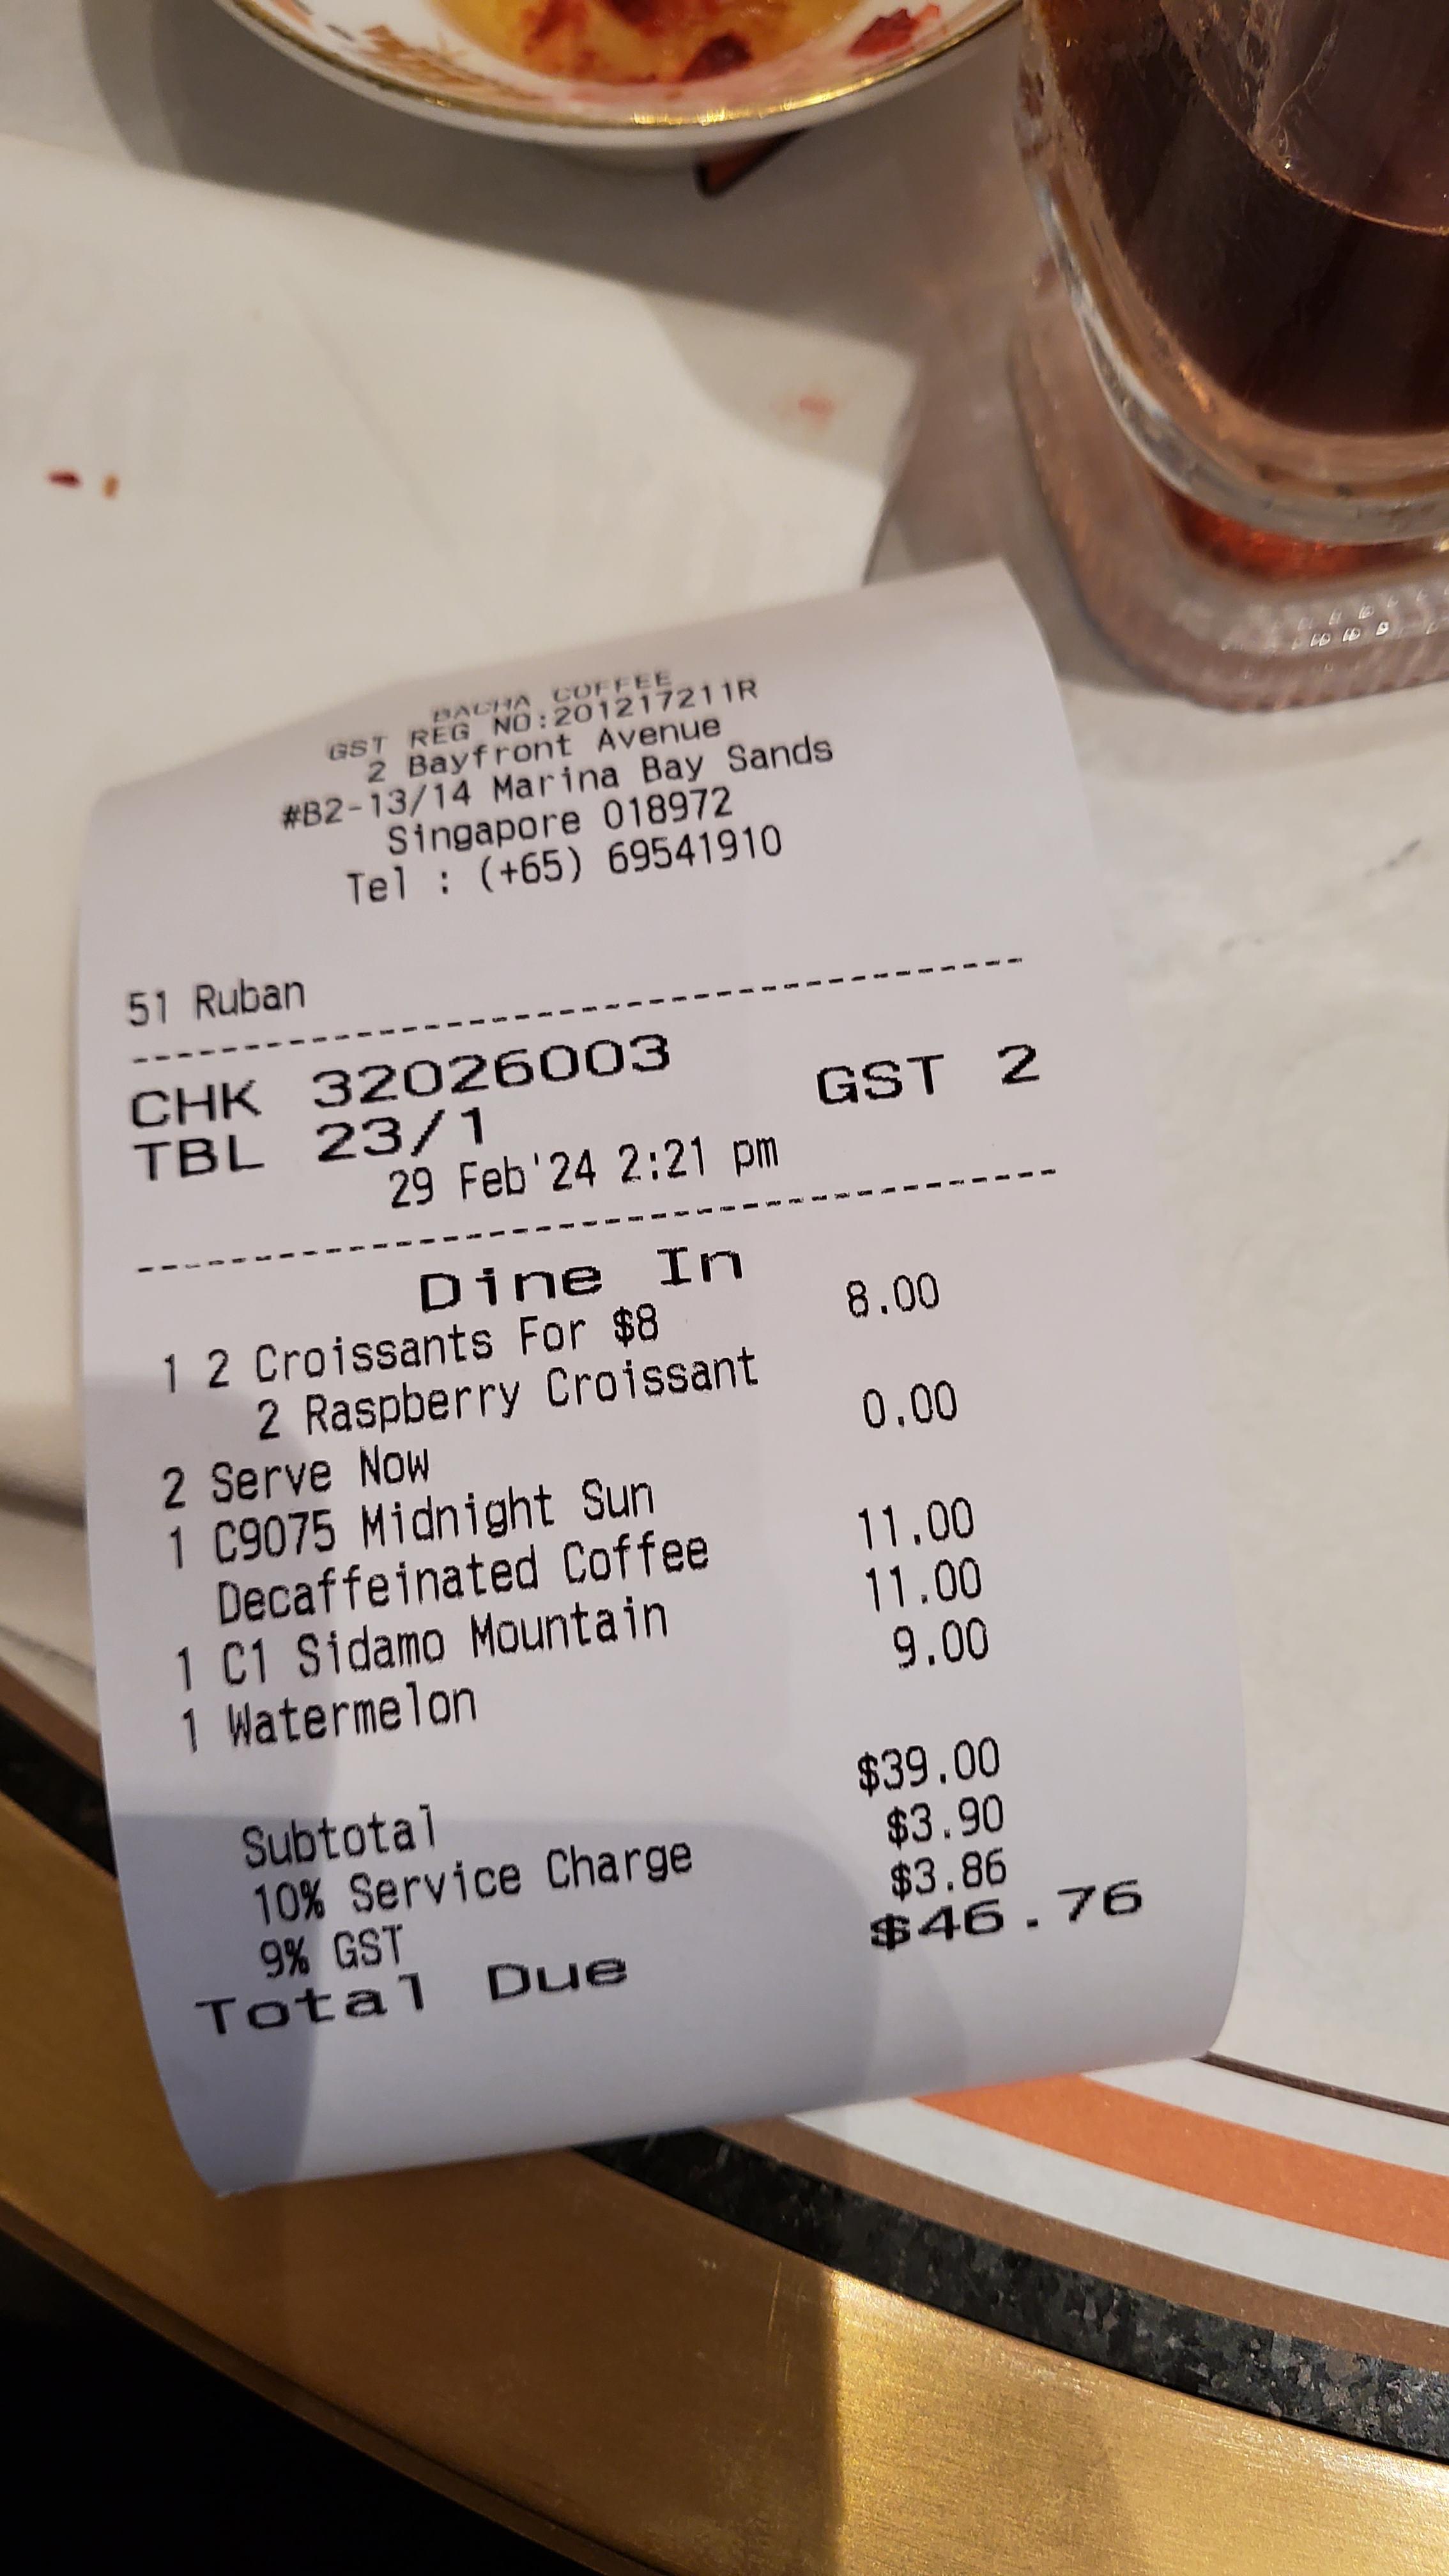 BACHA COFFEE
GST REG NO:201217211R
2 Bayfront Avenue
#B2-13/14 Marina Bay Sands
Singapore 018972
Tel : (+65) 69541910
51 Ruban
--------------------------------------
CHK 32026003 GST 2
TBL 23/1
29 Feb'24 2:21 pm
--------------------------------------
Dine In
1 2 Croissants For $8 8.00
2 Raspberry Croissant
2 Serve Now 0.00
1 C9075 Midnight Sun
Decaffeinated Coffee 11.00
1 C1 Sidamo Mountain 11.00
1 Watermelon 9.00
Subtotal $39.00
10% Service Charge $3.90
9% GST $3.86
Total Due $46.76